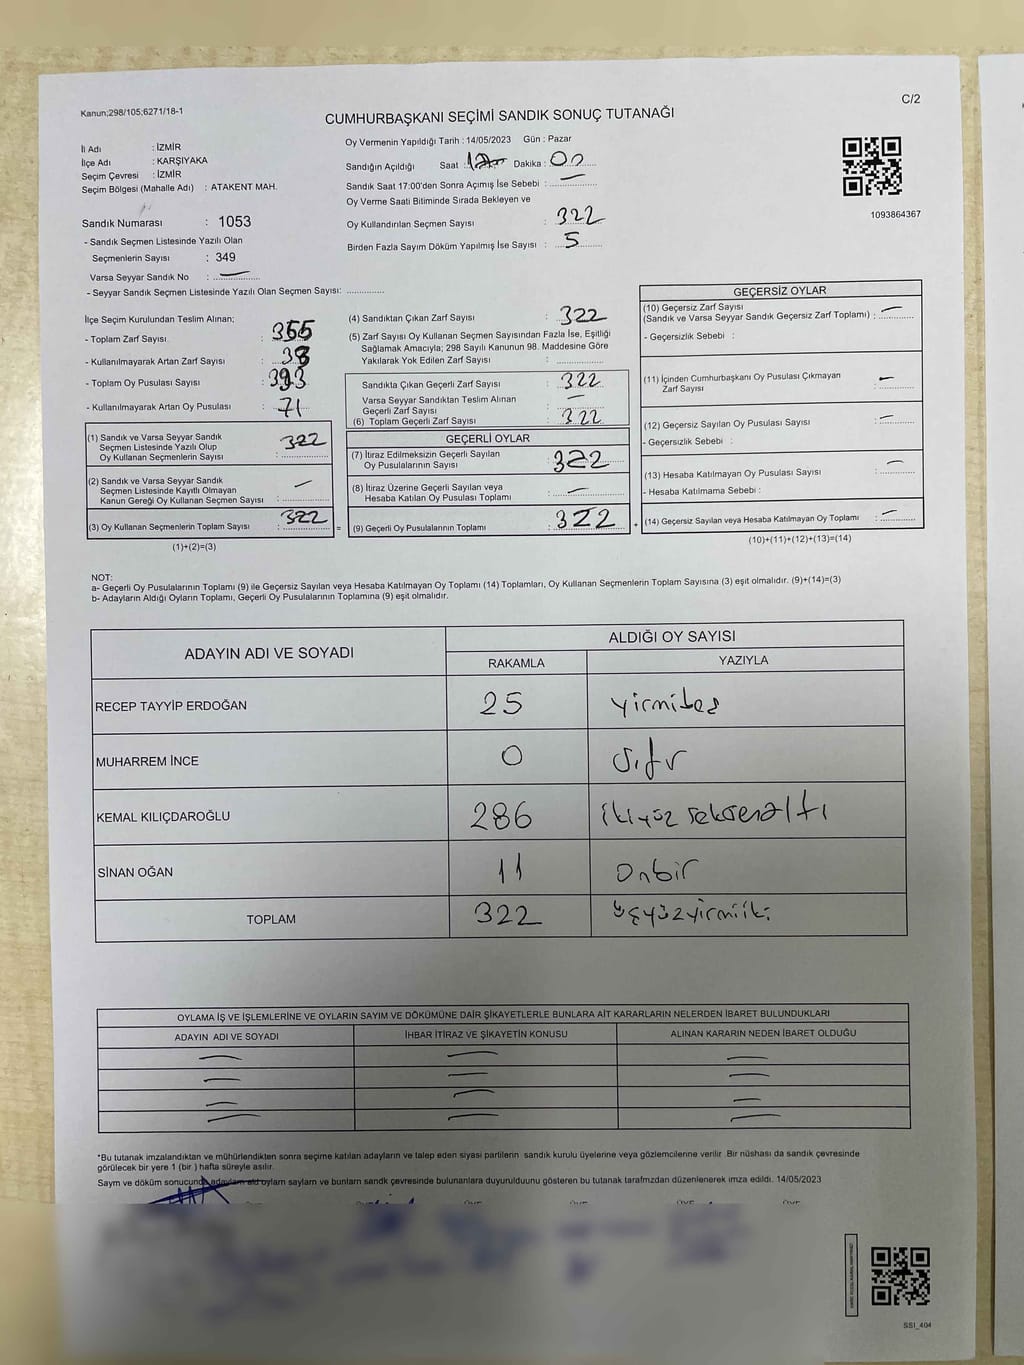 Kanun;298/105;6271/18-1
C/2
CUMHURBAŞKANI SEÇİMİ SANDIK SONUÇ TUTANAĞI
İl Adı : İZMİR
İlçe Adı : KARŞIYAKA
Seçim Çevresi : İZMİR
Seçim Bölgesi (Mahalle Adı) : ATAKENT MAH.
Sandık Numarası : 1053
- Sandık Seçmen Listesinde Yazılı Olan
Seçmenlerin Sayısı : 349
Varsa Seyyar Sandık No :
- Seyyar Sandık Seçmen Listesinde Yazılı Olan Seçmen Sayısı:
Oy Vermenin Yapıldığı Tarih : 14/05/2023 Gün : Pazar
Sandığın Açıldığı Saat : Dakika : 00
Sandık Saat 17:00'den Sonra Açımış İse Sebebi :
Oy Verme Saati Bitiminde Sırada Bekleyen ve
Oy Kullandırılan Seçmen Sayısı : 322
Birden Fazla Sayım Döküm Yapılmış İse Sayısı : 5
1093864367
İlçe Seçim Kurulundan Teslim Alınan;
- Toplam Zarf Sayısı : 355
- Kullanılmayarak Artan Zarf Sayısı : 38
- Toplam Oy Pusulası Sayısı : 393
- Kullanılmayarak Artan Oy Pusulası : 71
(1) Sandık ve Varsa Seyyar Sandık
Seçmen Listesinde Yazılı Olup
Oy Kullanan Seçmenlerin Sayısı : 322
(2) Sandık ve Varsa Seyyar Sandık
Seçmen Listesinde Kayıtlı Olmayan
Kanun Gereği Oy Kullanan Seçmen Sayısı :
(3) Oy Kullanan Seçmenlerin Toplam Sayısı : 322 =
(1)+(2)=(3)
(4) Sandıktan Çıkan Zarf Sayısı : 322
(5) Zarf Sayısı Oy Kullanan Seçmen Sayısından Fazla İse, Eşitliği
Sağlamak Amacıyla; 298 Sayılı Kanunun 98. Maddesine Göre
Yakılarak Yok Edilen Zarf Sayısı :
Sandıkta Çıkan Geçerli Zarf Sayısı : 322
Varsa Seyyar Sandıktan Teslim Alınan
Geçerli Zarf Sayısı :
(6) Toplam Geçerli Zarf Sayısı : 322
GEÇERLİ OYLAR
(7) İtiraz Edilmeksizin Geçerli Sayılan
Oy Pusulalarının Sayısı : 322
(8) İtiraz Üzerine Geçerli Sayılan veya
Hesaba Katılan Oy Pusulası Toplamı :
(9) Geçerli Oy Pusulalarının Toplamı : 322 +
GEÇERSİZ OYLAR
(10) Geçersiz Zarf Sayısı
(Sandık ve Varsa Seyyar Sandık Geçersiz Zarf Toplamı) :
- Geçersizlik Sebebi :
(11) İçinden Cumhurbaşkanı Oy Pusulası Çıkmayan
Zarf Sayısı :
(12) Geçersiz Sayılan Oy Pusulası Sayısı :
- Geçersizlik Sebebi :
(13) Hesaba Katılmayan Oy Pusulası Sayısı :
- Hesaba Katılmama Sebebi :
(14) Geçersiz Sayılan veya Hesaba Katılmayan Oy Toplamı :
(10)+(11)+(12)+(13)=(14)
NOT:
a- Geçerli Oy Pusulalarının Toplamı (9) ile Geçersiz Sayılan veya Hesaba Katılmayan Oy Toplamı (14) Toplamları, Oy Kullanan Seçmenlerin Toplam Sayısına (3) eşit olmalıdır. (9)+(14)=(3)
b- Adayların Aldığı Oyların Toplamı, Geçerli Oy Pusulalarının Toplamına (9) eşit olmalıdır.
ADAYIN ADI VE SOYADI ALDIĞI OY SAYISI
RAKAMLA YAZIYLA
RECEP TAYYİP ERDOĞAN 25 yirmibeş
MUHARREM İNCE 0 Sıfır
KEMAL KILIÇDAROĞLU 286 ikiyüz seksenaltı
SİNAN OĞAN 11 Onbir
TOPLAM 322 üçyüzyirmiiki
OYLAMA İŞ VE İŞLEMLERİNE VE OYLARIN SAYIM VE DÖKÜMÜNE DAİR ŞİKAYETLERLE BUNLARA AİT KARARLARIN NELERDEN İBARET BULUNDUKLARI
ADAYIN ADI VE SOYADI İHBAR İTİRAZ VE ŞİKAYETİN KONUSU ALINAN KARARIN NEDEN İBARET OLDUĞU
*Bu tutanak imzalandıktan ve mühürlendikten sonra seçime katılan adayların ve talep eden siyasi partilerin sandık kurulu üyelerine veya gözlemcilerine verilir. Bir nüshası da sandık çevresinde
görülecek bir yere 1 (bir ) hafta süreyle asılır.
Sayım ve döküm sonucunda oyların sayıları ve bunların sandık çevresinde bulunanlara duyurulduunu gösteren bu tutanak tarafımızdan düzenlenerek imza edildi. 14/05/2023
SSI_404